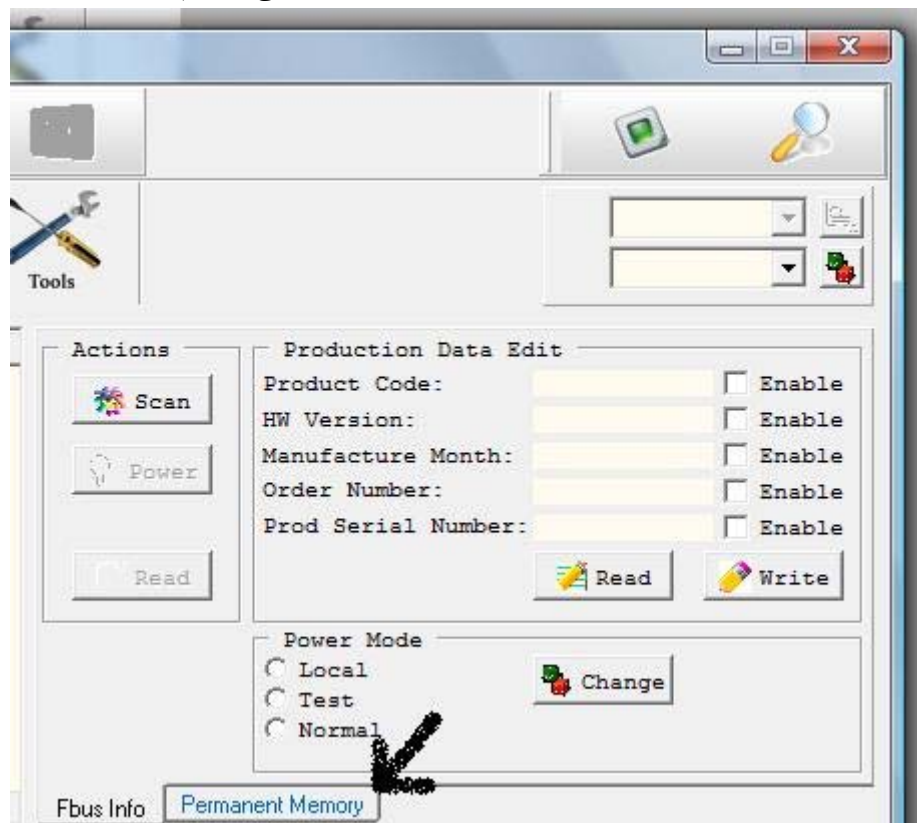 Tools
Actions
Scan
Power
Read
Production Data Edit
Product Code:
Enable
HW Version:
Enable
Manufacture Month:
Enable
Order Number:
Enable
Prod Serial Number:
Enable
Read
Write
Power Mode
Local
Test
Normal
Change
Fbus Info
Permanent Memory